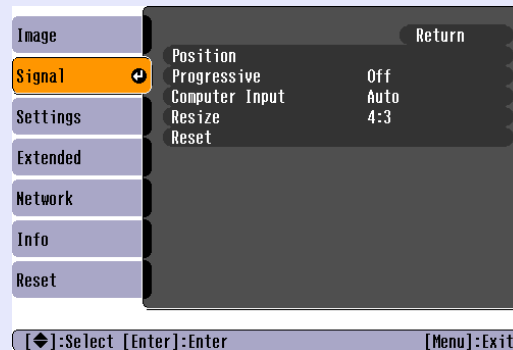 Image
Signal
Settings
Extended
Network
Info
Reset
Return
Position
Progressive Off
Computer Input Auto
Resize 4:3
Reset
[◆]:Select [Enter]:Enter [Menu]:Exit